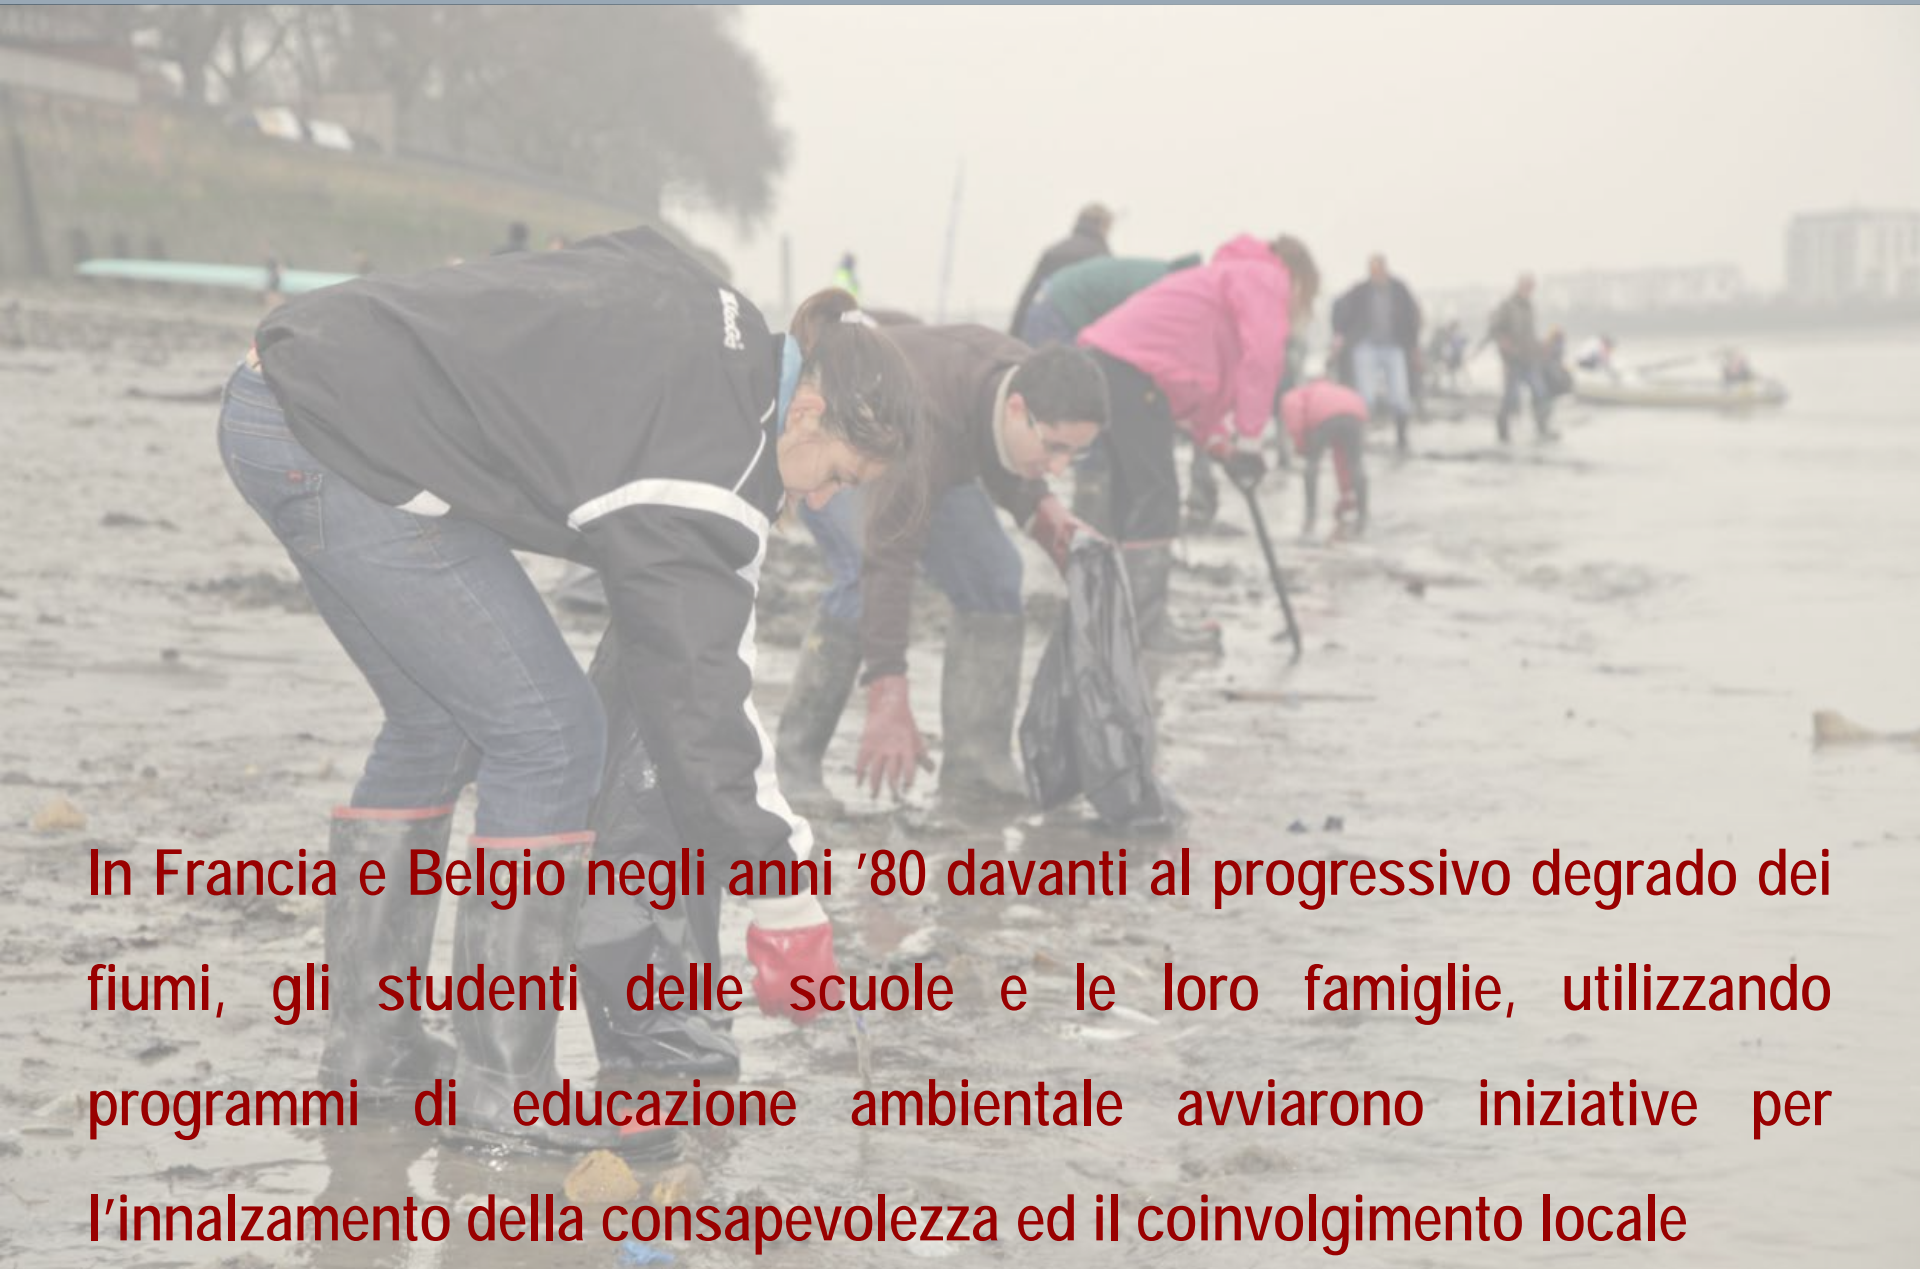 In Francia e Belgio negli anni ’80 davanti al progressivo degrado dei
fiumi, gli studenti delle scuole e le loro famiglie, utilizzando
programmi di educazione ambientale avviarono iniziative per
l’innalzamento della consapevolezza ed il coinvolgimento locale